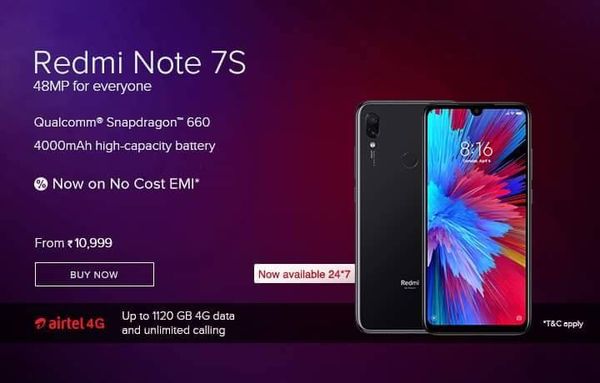 Redmi Note 7S
48MP for everyone
Qualcomm® Snapdragon™ 660
4000mAh high-capacity battery
% Now on No Cost EMI*
From ₹10,999
BUY NOW
Now available 24*7
8:16
Redmi
airtel 4G
Up to 1120 GB 4G data
and unlimited calling
*T&C apply